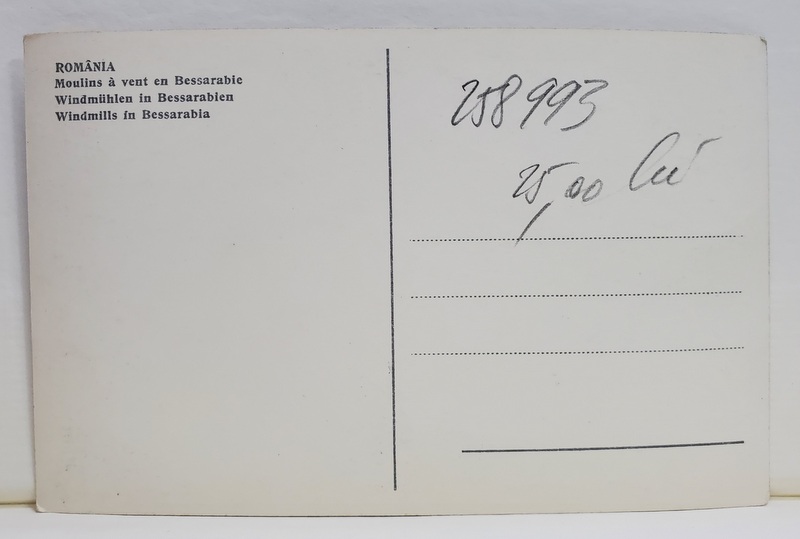 ROMÂNIA
Moulins à vent en Bessarabie
Windmühlen in Bessarabien
Windmills in Bessarabia
258993
25,00 lei